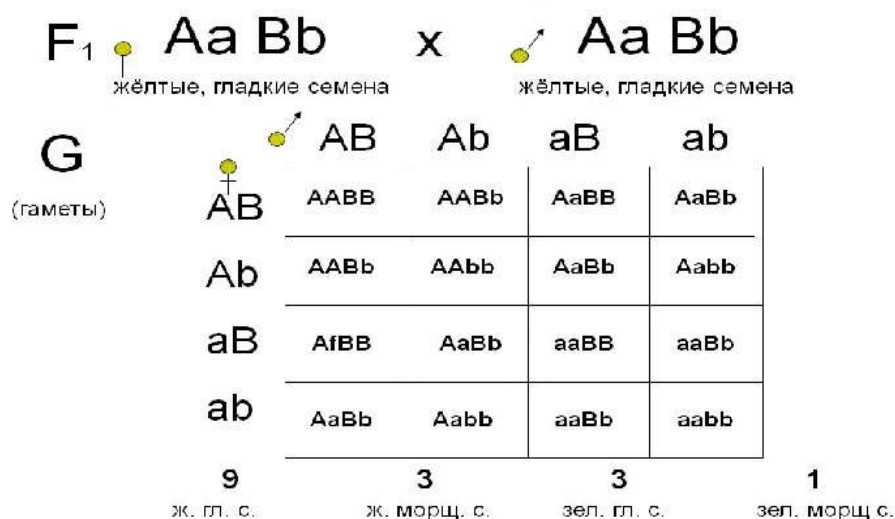 F1 Aa Bb x Aa Bb
жёлтые, гладкие семена жёлтые, гладкие семена
G AB Ab aB ab
(гаметы) AB AABB AABb AaBB AaBb
Ab AABb AAbb AaBb Aabb
aB AfBB AaBb aaBB aaBb
ab AaBb Aabb aaBb aabb
9 3 3 1
ж. гл. с. ж. морщ. с. зел. гл. с. зел. морщ с.